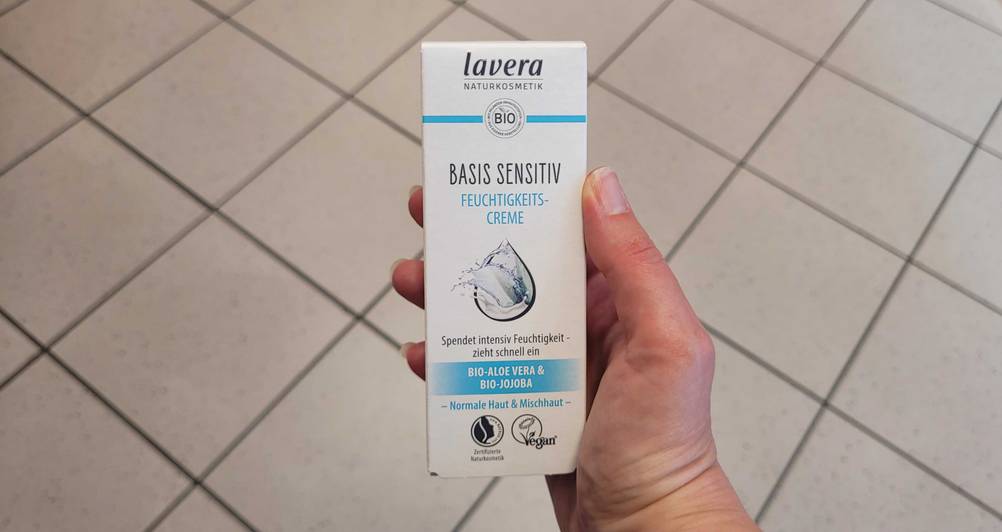 lavera
NATURKOSMETIK
BIO
BASIS SENSITIV
FEUCHTIGKEITS-
CREME
Spendet intensiv Feuchtigkeit -
zieht schnell ein
BIO-ALOE VERA &
BIO-JOJOBA
– Normale Haut & Mischhaut –
Vegan
Zertifizierte
Naturkosmetik